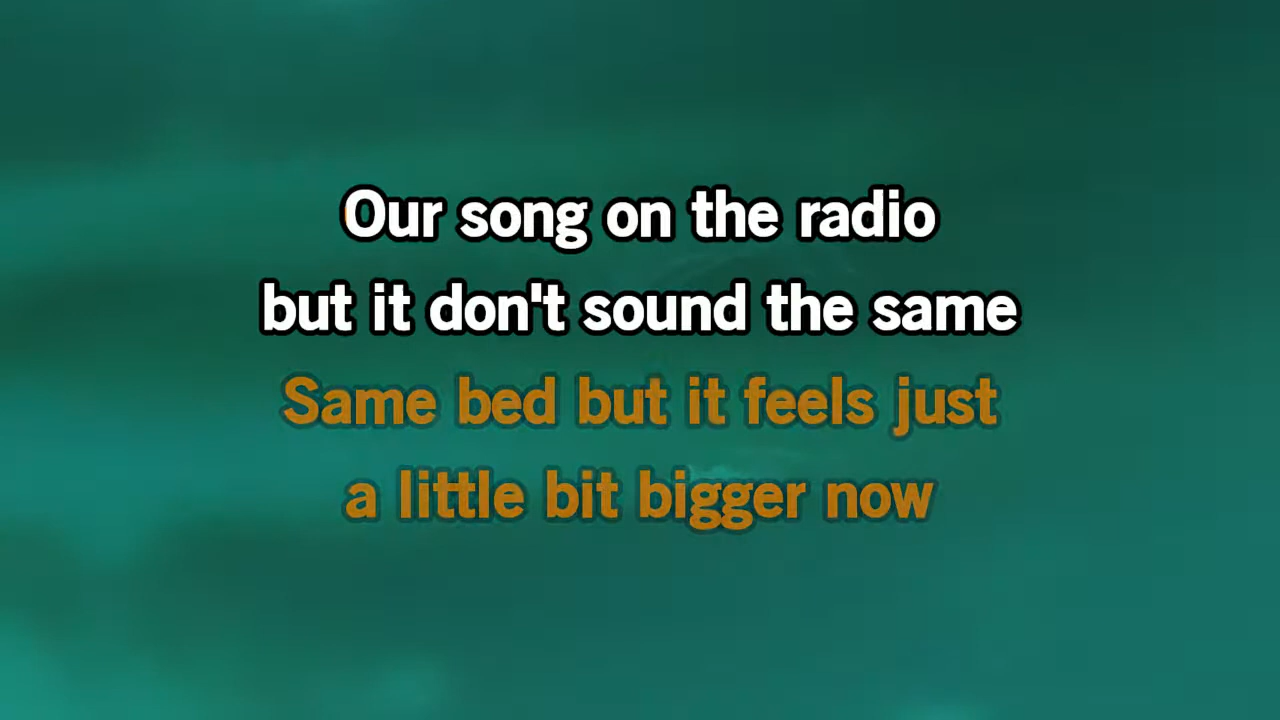 Our song on the radio
but it don't sound the same
Same bed but it feels just
a little bit bigger now